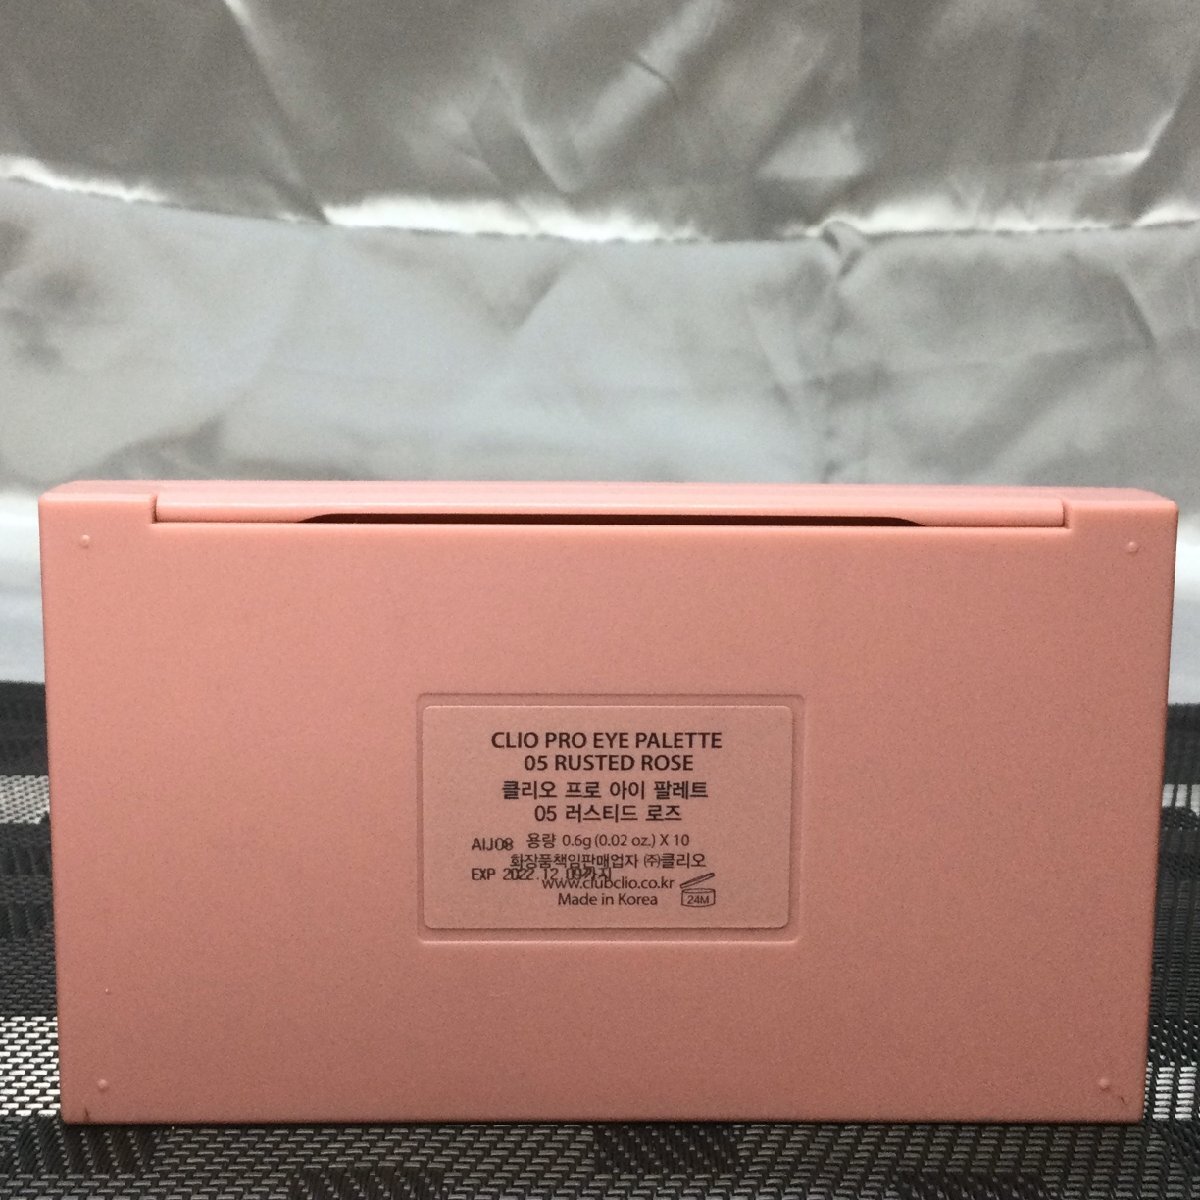 CLIO PRO EYE PALETTE
05 RUSTED ROSE
클리오 프로 아이 팔레트
05 러스티드 로즈
AIJ08 용량 0.6g (0.02 oz.) X 10
화장품책임판매업자 ㈜클리오
EXP 2022.12.09까지
www.clubclio.co.kr
Made in Korea
24M